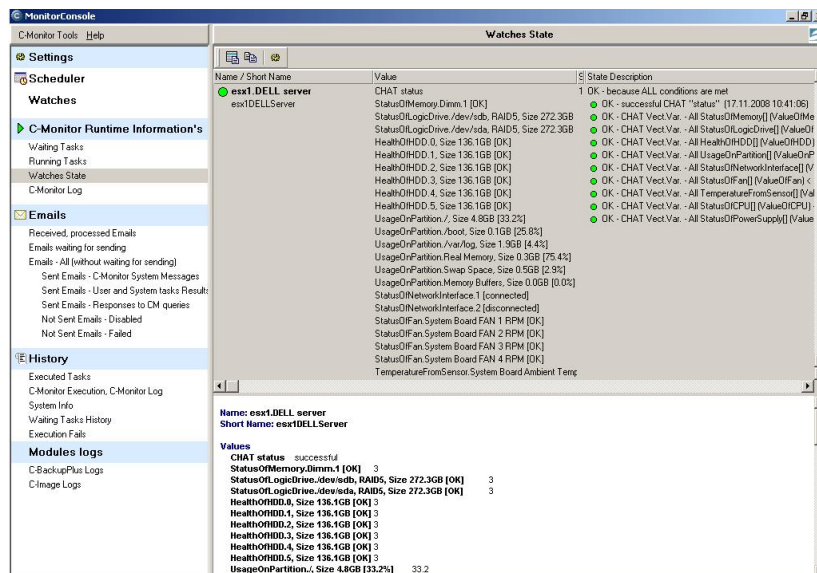 MonitorConsole
C-Monitor Tools Help
Watches State
Settings
Scheduler
Watches
C-Monitor Runtime Information's
Waiting Tasks
Running Tasks
Watches State
C-Monitor Log
Emails
Received, processed Emails
Emails waiting for sending
Emails - All (without waiting for sending)
Sent Emails - C-Monitor System Messages
Sent Emails - User and System tasks Results
Sent Emails - Responses to CM queries
Not Sent Emails - Disabled
Not Sent Emails - Failed
History
Executed Tasks
C-Monitor Execution, C-Monitor Log
System Info
Waiting Tasks History
Execution Fails
Modules logs
C-BackupPlus Logs
C-Image Logs
Name / Short Name Value S State Description
esx1.DELL server CHAT status 1 OK - because ALL conditions are met
esx1DELLServer StatusOfMemory.Dimm.1 [OK] OK - successful CHAT "status" (17.11.2008 10:41:06)
StatusOfLogicDrive./dev/sdb, RAID5, Size 272.3GB OK - CHAT Vect.Var. - All StatusOfMemory[] (ValueOfMe
StatusOfLogicDrive./dev/sda, RAID5, Size 272.3GB OK - CHAT Vect.Var. - All StatusOfLogicDrive[] (ValueOf
HealthOfHDD.0, Size 136.1GB [OK] OK - CHAT Vect.Var. - All HealthOfHDD[] (ValueOfHDD)
HealthOfHDD.1, Size 136.1GB [OK] OK - CHAT Vect.Var. - All UsageOnPartition[] (ValueOnP
HealthOfHDD.2, Size 136.1GB [OK] OK - CHAT Vect.Var. - All StatusOfNetworkInterface[] (V
HealthOfHDD.3, Size 136.1GB [OK] OK - CHAT Vect.Var. - All StatusOfFan[] (ValueOfFan) <
HealthOfHDD.4, Size 136.1GB [OK] OK - CHAT Vect.Var. - All TemperatureFromSensor[] (Val
HealthOfHDD.5, Size 136.1GB [OK] OK - CHAT Vect.Var. - All StatusOfCPU[] (ValueOfCPU) -
UsageOnPartition./, Size 4.8GB [33.2%] OK - CHAT Vect.Var. - All StatusOfPowerSupply[] (Value
UsageOnPartition./boot, Size 0.1GB [25.8%]
UsageOnPartition./var/log, Size 1.9GB [4.4%]
UsageOnPartition.Real Memory, Size 0.3GB [75.4%]
UsageOnPartition.Swap Space, Size 0.5GB [2.9%]
UsageOnPartition.Memory Buffers, Size 0.0GB [0.0%]
StatusOfNetworkInterface.1 [connected]
StatusOfNetworkInterface.2 [disconnected]
StatusOfFan.System Board FAN 1 RPM [OK]
StatusOfFan.System Board FAN 2 RPM [OK]
StatusOfFan.System Board FAN 3 RPM [OK]
StatusOfFan.System Board FAN 4 RPM [OK]
TemperatureFromSensor.System Board Ambient Temp
Name: esx1.DELL server
Short Name: esx1DELLServer
Values
CHAT status successful
StatusOfMemory.Dimm.1 [OK] 3
StatusOfLogicDrive./dev/sdb, RAID5, Size 272.3GB [OK] 3
StatusOfLogicDrive./dev/sda, RAID5, Size 272.3GB [OK] 3
HealthOfHDD.0, Size 136.1GB [OK] 3
HealthOfHDD.1, Size 136.1GB [OK] 3
HealthOfHDD.2, Size 136.1GB [OK] 3
HealthOfHDD.3, Size 136.1GB [OK] 3
HealthOfHDD.4, Size 136.1GB [OK] 3
HealthOfHDD.5, Size 136.1GB [OK] 3
UsageOnPartition./, Size 4.8GB [33.2%] 33.2